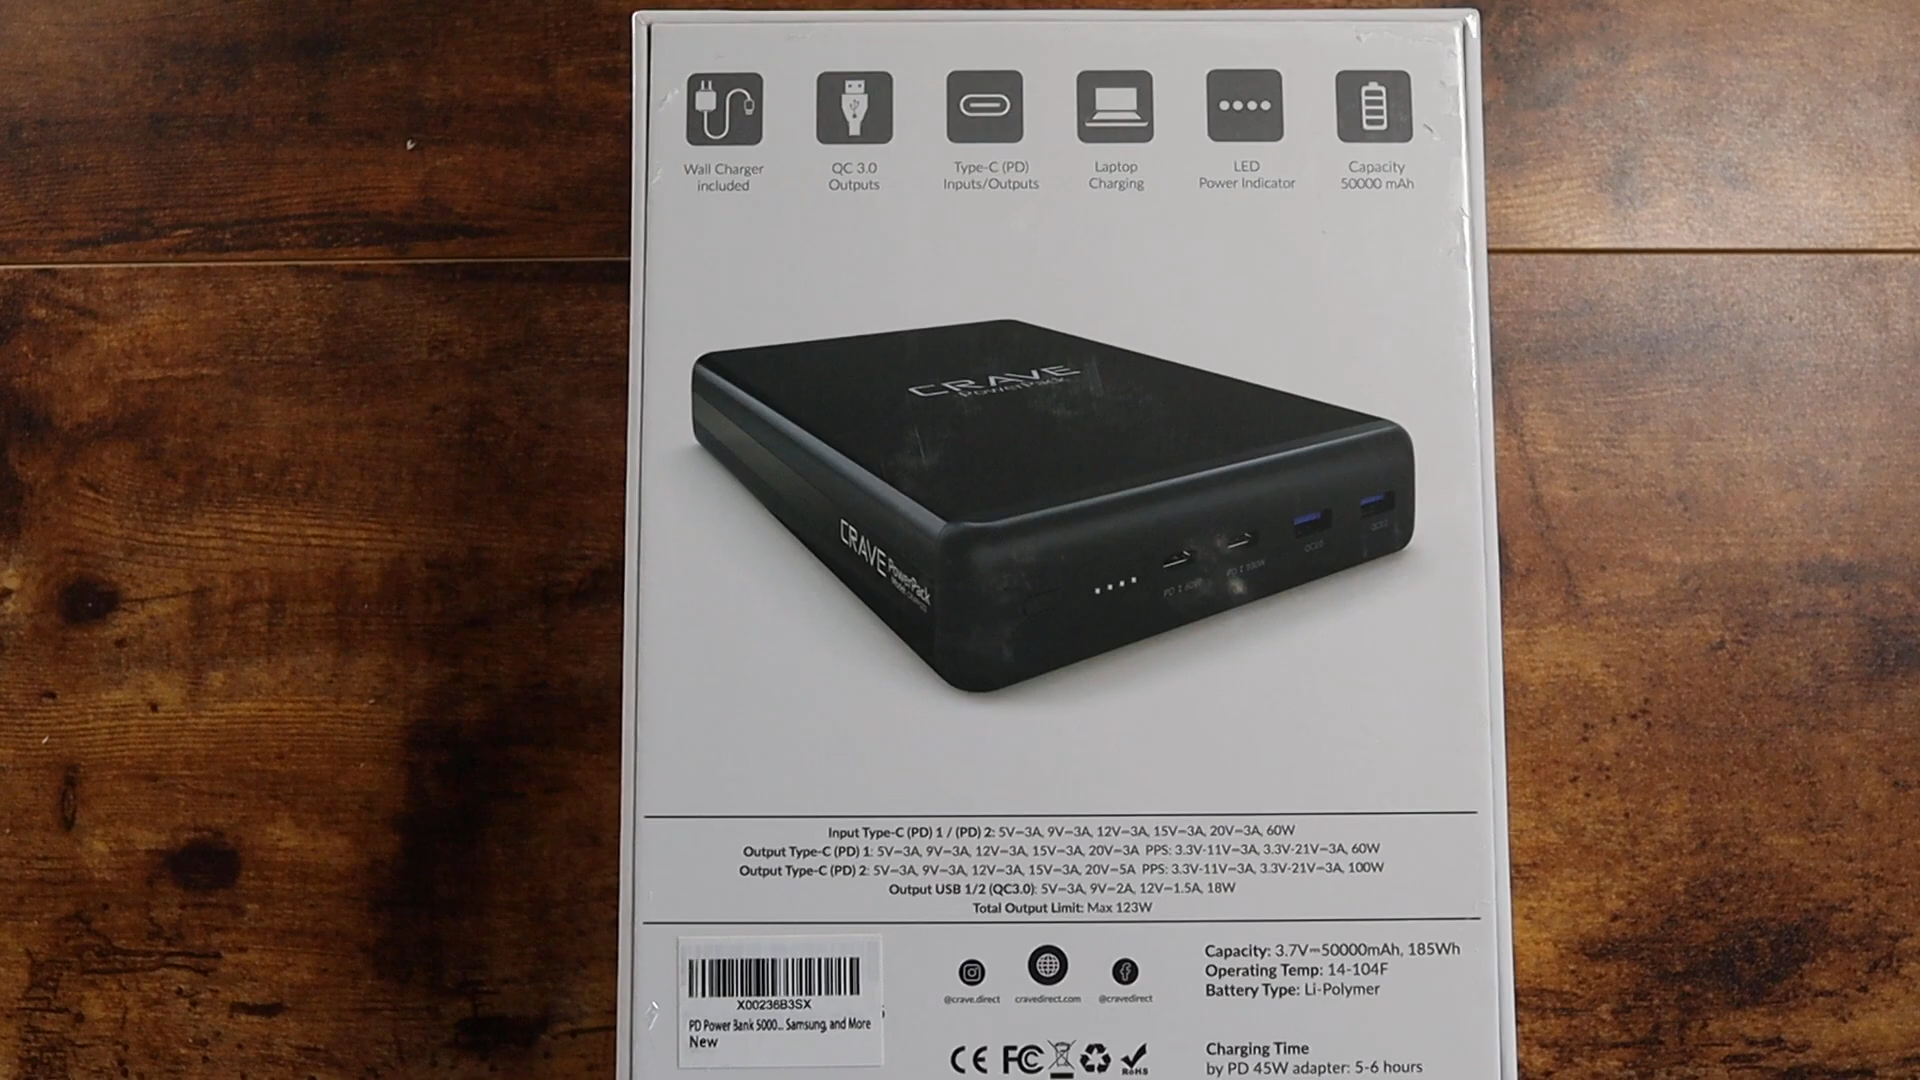 Wall Charger
included
QC 3.0
Outputs
Type-C (PD)
Inputs/Outputs
Laptop
Charging
LED
Power Indicator
Capacity
50000 mAh
CRAVE
PowerPack
CRAVE
PowerPack
QC3.0
Input Type-C (PD) 1 / (PD) 2: 5V⎓3A, 9V⎓3A, 12V⎓3A, 15V⎓3A, 20V⎓3A, 60W
Output Type-C (PD) 1: 5V⎓3A, 9V⎓3A, 12V⎓3A, 15V⎓3A, 20V⎓3A PPS: 3.3V-11V⎓3A, 3.3V-21V⎓3A, 60W
Output Type-C (PD) 2: 5V⎓3A, 9V⎓3A, 12V⎓3A, 15V⎓3A, 20V⎓5A PPS: 3.3V-11V⎓3A, 3.3V-21V⎓3A, 100W
Output USB 1/2 (QC3.0): 5V⎓3A, 9V⎓2A, 12V⎓1.5A, 18W
Total Output Limit: Max 123W
X00236B3SX
PD Power Bank 5000... Samsung, and More
New
@crave.direct
cravedirect.com
@cravedirect
Capacity: 3.7V⎓50000mAh, 185Wh
Operating Temp: 14-104F
Battery Type: Li-Polymer
CE FC RoHS
Charging Time
by PD 45W adapter: 5-6 hours